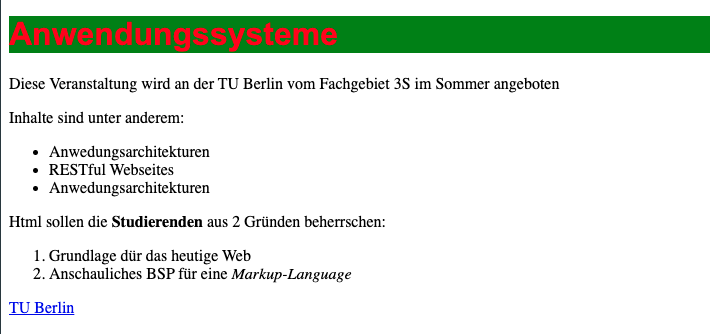 Anwendungssysteme
Diese Veranstaltung wird an der TU Berlin vom Fachgebiet 3S im Sommer angeboten
Inhalte sind unter anderem:
• Anwedungsarchitekturen
• RESTful Webseites
• Anwedungsarchitekturen
Html sollen die Studierenden aus 2 Gründen beherrschen:
1. Grundlage dür das heutige Web
2. Anschauliches BSP für eine Markup-Language
TU Berlin